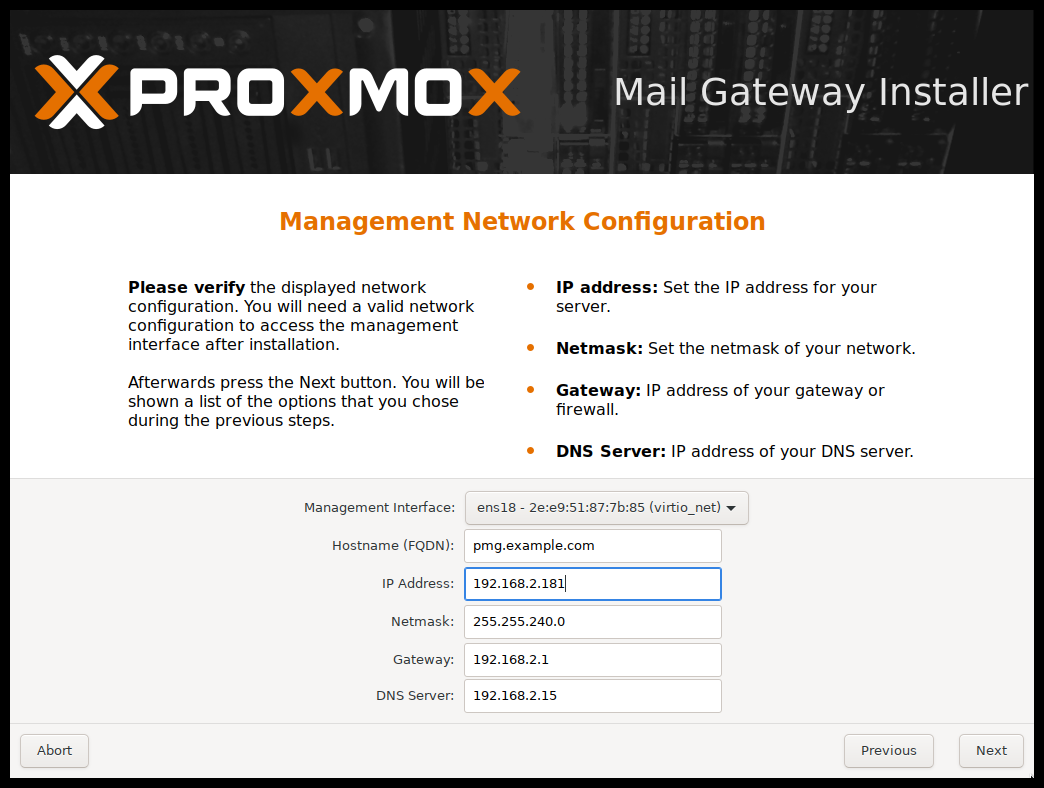 PROXMOX
Mail Gateway Installer
Management Network Configuration
Please verify the displayed network
configuration. You will need a valid network
configuration to access the management
interface after installation.
Afterwards press the Next button. You will be
shown a list of the options that you chose
during the previous steps.
• IP address: Set the IP address for your
server.
• Netmask: Set the netmask of your network.
• Gateway: IP address of your gateway or
firewall.
• DNS Server: IP address of your DNS server.
Management Interface: ens18 - 2e:e9:51:87:7b:85 (virtio_net)
Hostname (FQDN): pmg.example.com
IP Address: 192.168.2.181
Netmask: 255.255.240.0
Gateway: 192.168.2.1
DNS Server: 192.168.2.15
Abort Previous Next